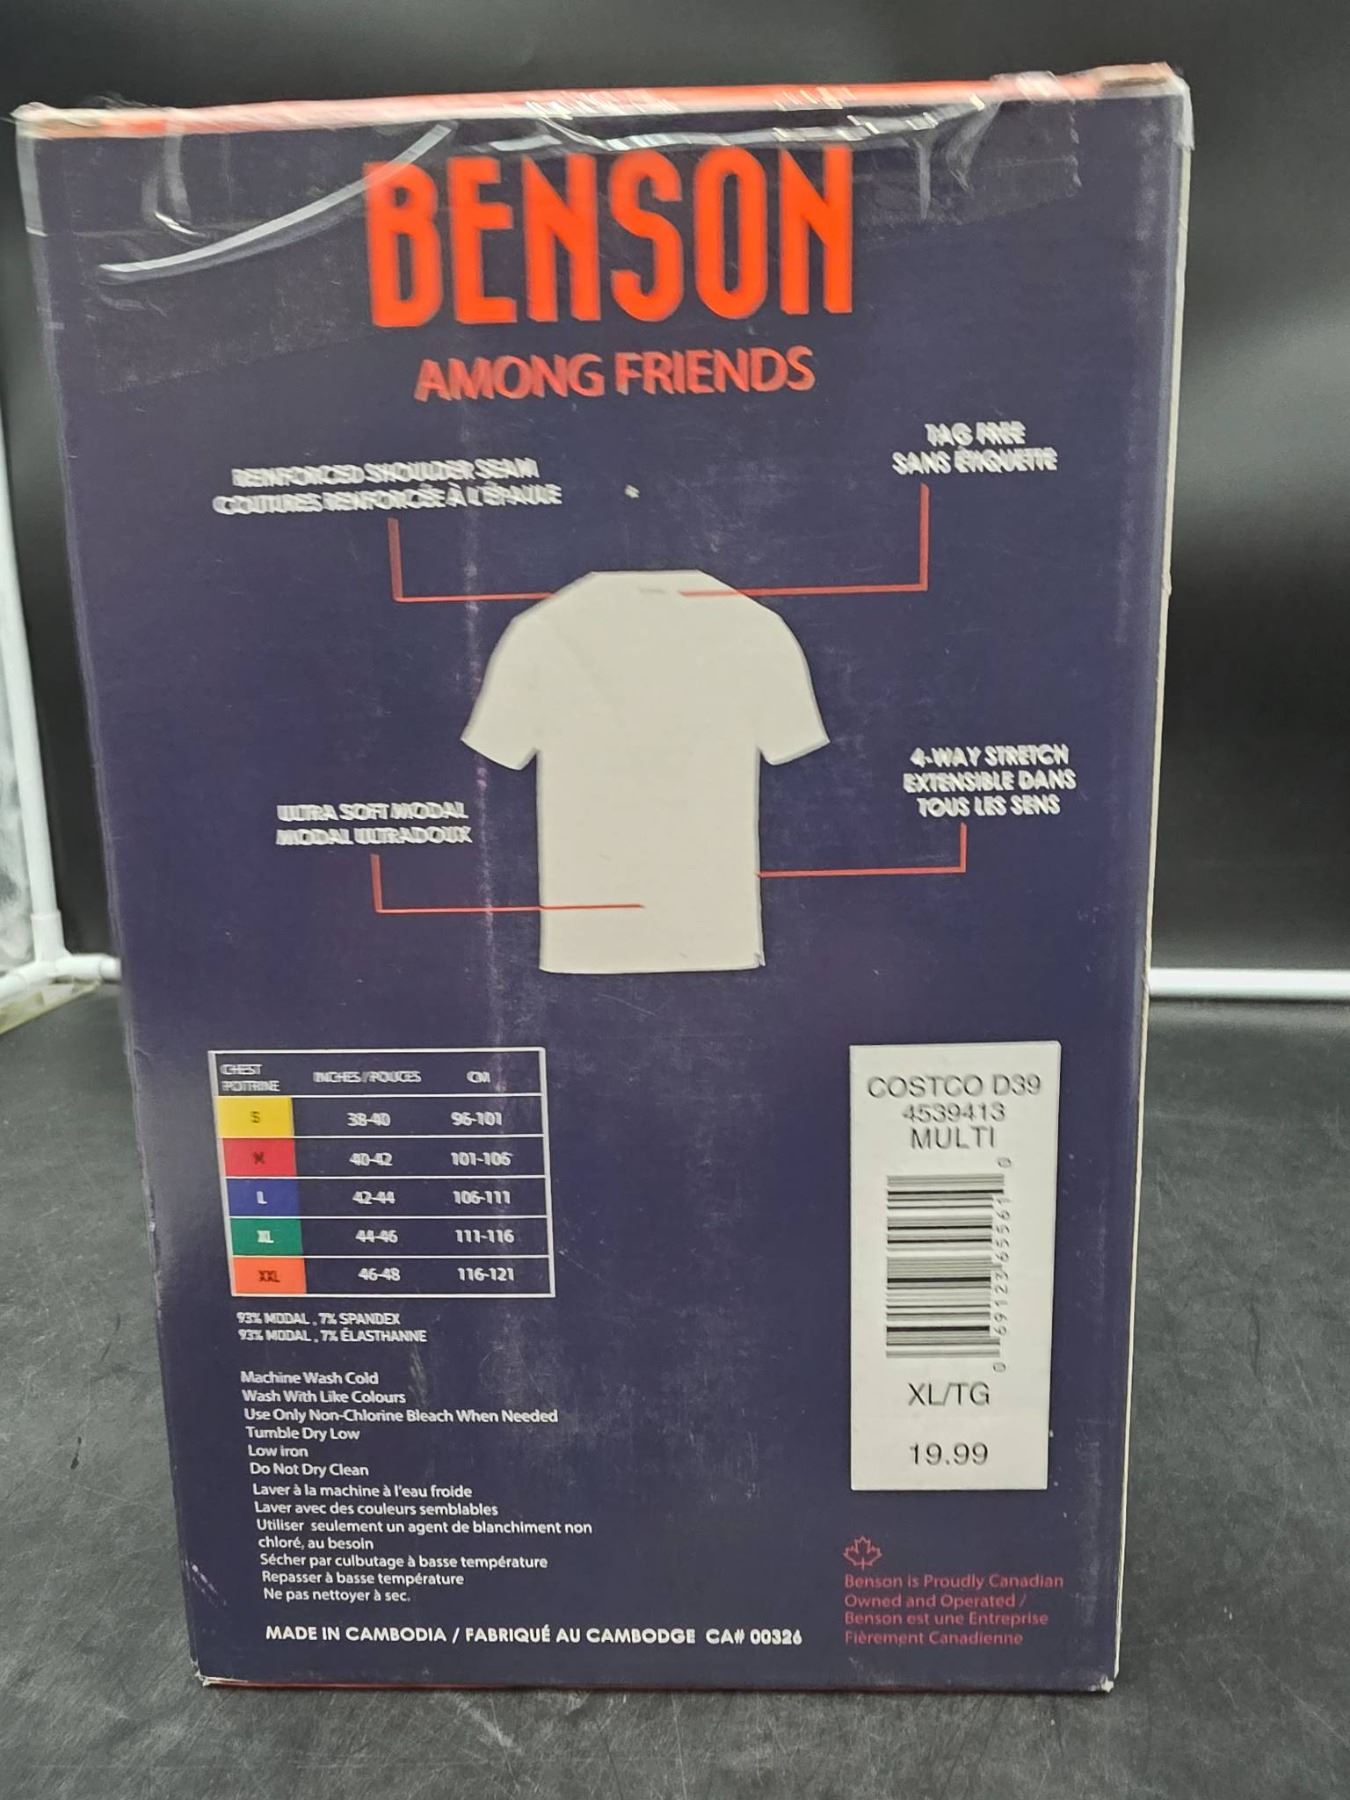 BENSON
AMONG FRIENDS
REINFORCED SHOULDER SEAM
COUTURES RENFORCÉE À L'ÉPAULE
TAG FREE
SANS ÉTIQUETTE
4-WAY STRETCH
EXTENSIBLE DANS
TOUS LES SENS
ULTRA SOFT MODAL
MODAL ULTRADOUX
CHEST
POITRINE
INCHES / POUCES
CM
S 38-40 96-101
M 40-42 101-106
L 42-44 106-111
XL 44-46 111-116
XXL 46-48 116-121
93% MODAL , 7% SPANDEX
93% MODAL , 7% ÉLASTHANNE
Machine Wash Cold
Wash With Like Colours
Use Only Non-Chlorine Bleach When Needed
Tumble Dry Low
Low iron
Do Not Dry Clean
Laver à la machine à l'eau froide
Laver avec des couleurs semblables
Utiliser seulement un agent de blanchiment non
chloré, au besoin
Sécher par culbutage à basse température
Repasser à basse température
Ne pas nettoyer à sec.
MADE IN CAMBODIA / FABRIQUÉ AU CAMBODGE CA# 00326
COSTCO D39
4539413
MULTI
0 69123 65561 0
XL/TG
19.99
Benson is Proudly Canadian
Owned and Operated /
Benson est une Entreprise
Fièrement Canadienne